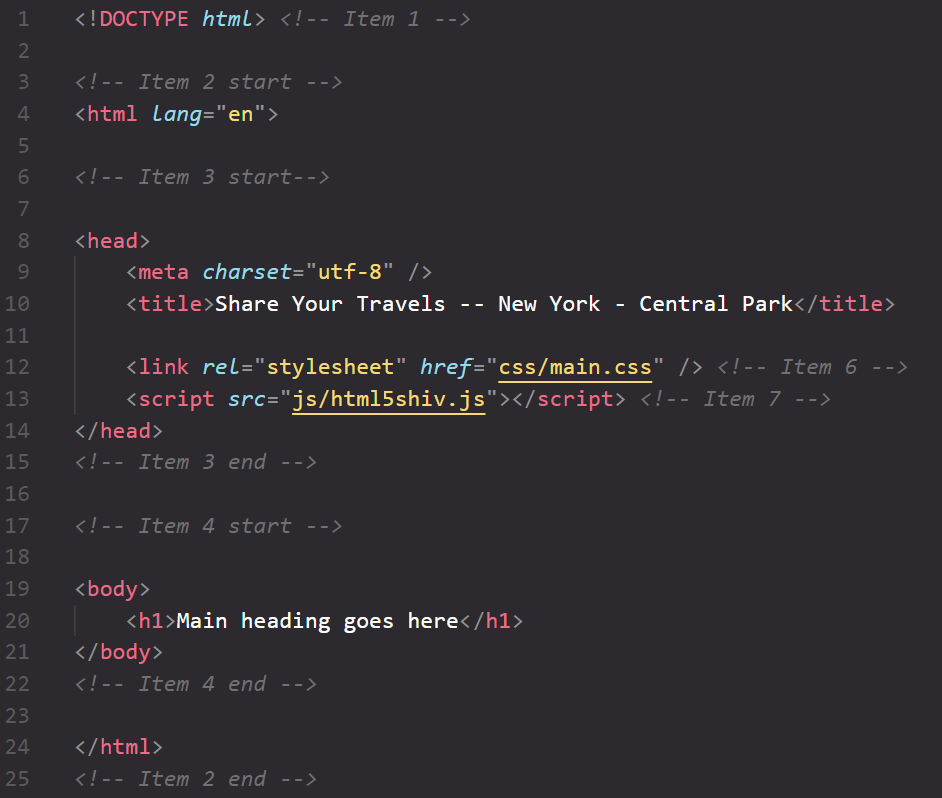 1 <!DOCTYPE html> <!-- Item 1 -->
2
3 <!-- Item 2 start -->
4 <html lang="en">
5
6 <!-- Item 3 start-->
7
8 <head>
9 <meta charset="utf-8" />
10 <title>Share Your Travels -- New York - Central Park</title>
11
12 <link rel="stylesheet" href="css/main.css" /> <!-- Item 6 -->
13 <script src="js/html5shiv.js"></script> <!-- Item 7 -->
14 </head>
15 <!-- Item 3 end -->
16
17 <!-- Item 4 start -->
18
19 <body>
20 <h1>Main heading goes here</h1>
21 </body>
22 <!-- Item 4 end -->
23
24 </html>
25 <!-- Item 2 end -->